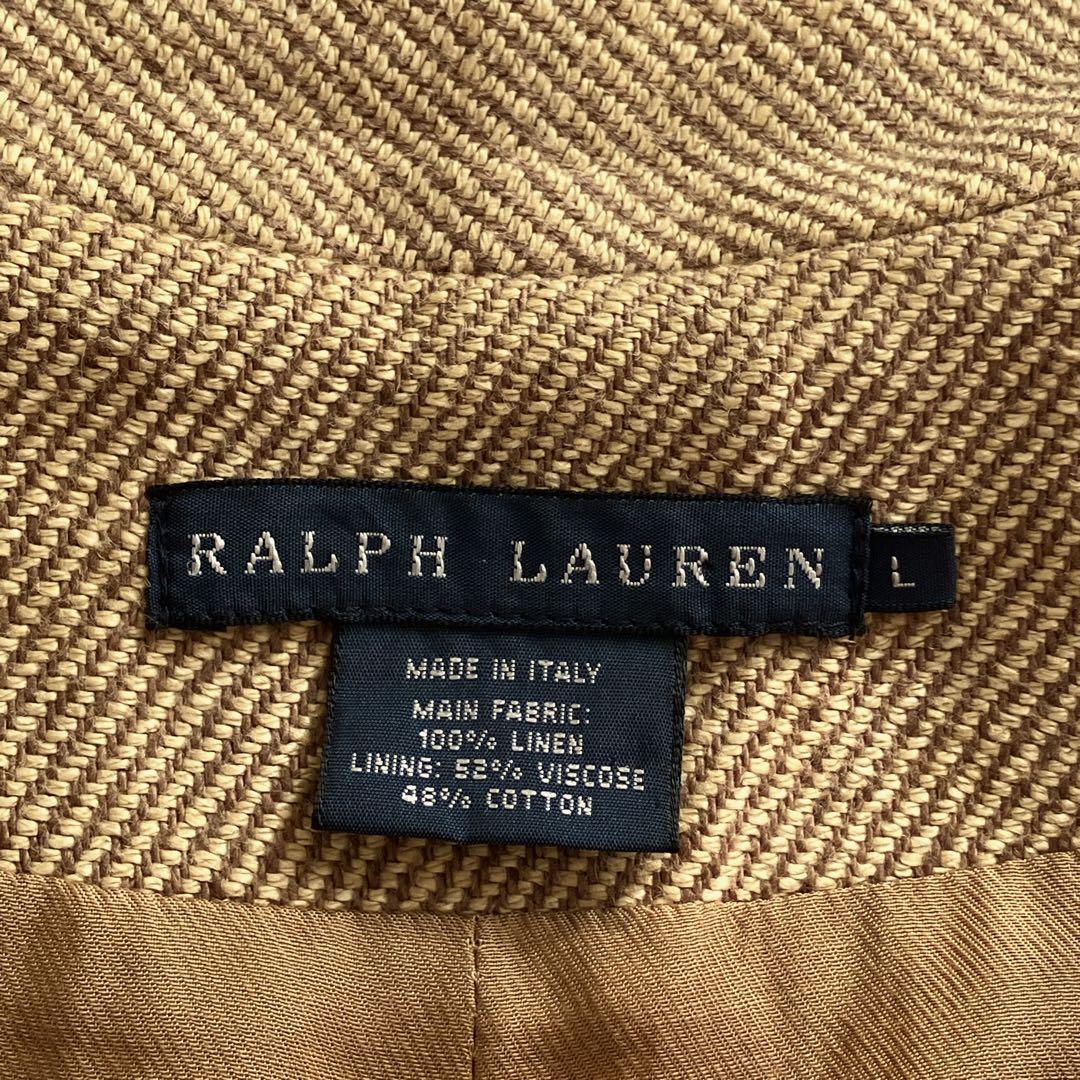 RALPH LAUREN
L
MADE IN ITALY
MAIN FABRIC:
100% LINEN
LINING: 52% VISCOSE
48% COTTON